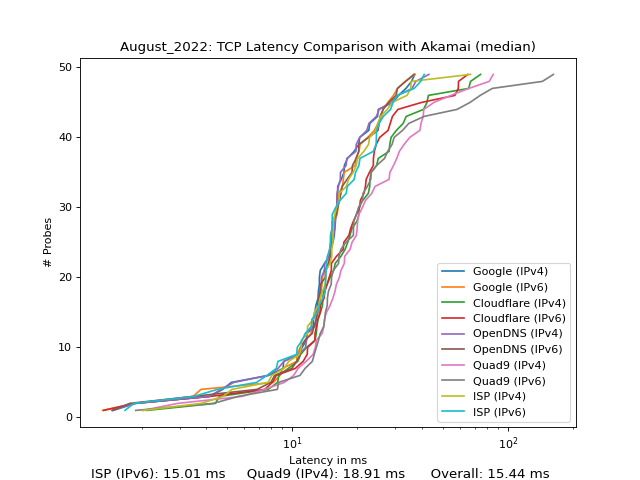 August_2022: TCP Latency Comparison with Akamai (median)
50
40
30
20
10
0
# Probes
Google (IPv4)
Google (IPv6)
Cloudflare (IPv4)
Cloudflare (IPv6)
OpenDNS (IPv4)
OpenDNS (IPv6)
Quad9 (IPv4)
Quad9 (IPv6)
ISP (IPv4)
ISP (IPv6)
10¹ 10²
Latency in ms
ISP (IPv6): 15.01 ms Quad9 (IPv4): 18.91 ms Overall: 15.44 ms